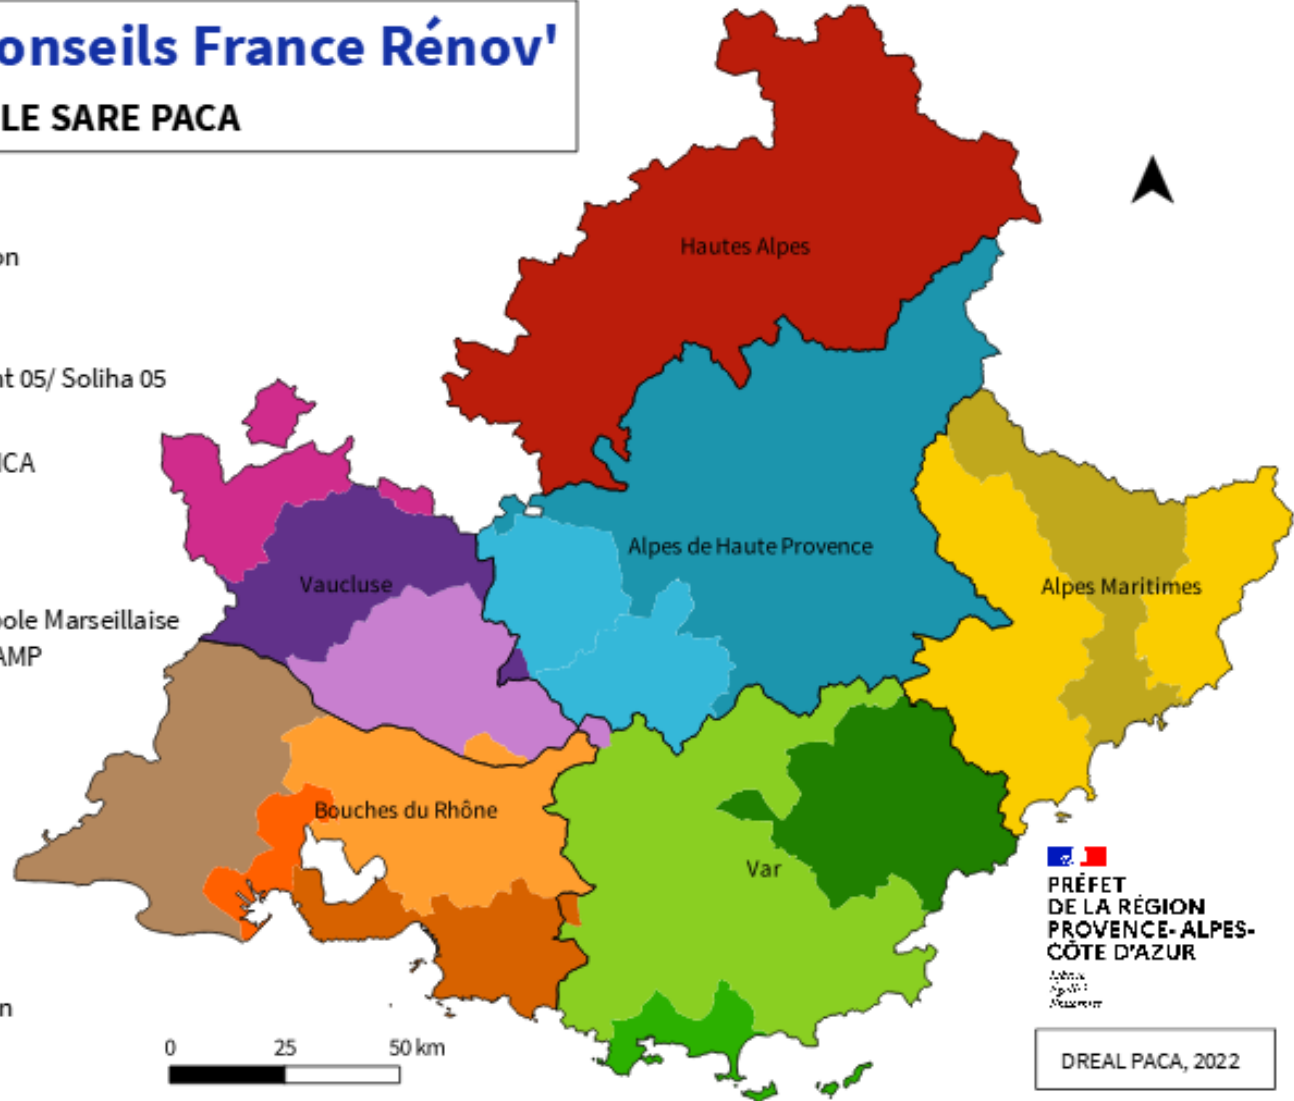 onseils France Rénov'
LE SARE PACA
on
Hautes Alpes
nt 05/ Soliha 05
ICA
Alpes de Haute Provence
Vaucluse
Alpes Maritimes
pole Marseillaise
AMP
Bouches du Rhône
Var
PRÉFET
DE LA RÉGION
PROVENCE-ALPES-
CÔTE D'AZUR
n
0 25 50 km
DREAL PACA, 2022